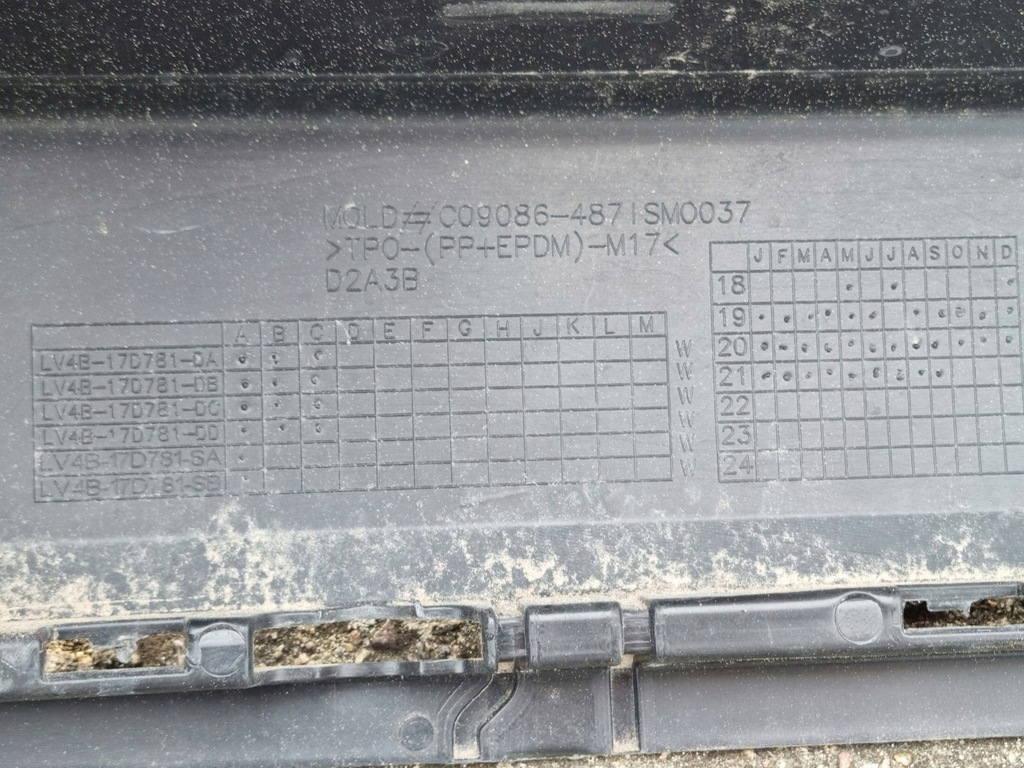 MOLD#C09086-487ISM0037
>TPO-(PP+EPDM)-M17<
D2A3B
A B C D E F G H J K L M
LV4B-17D781-DA W
LV4B-17D781-DB W
LV4B-17D781-DC W
LV4B-17D781-DD W
LV4B-17D781-SA W
LV4B-17D781-SB
J F M A M J J A S O N D
18
19
20
21
22
23
24